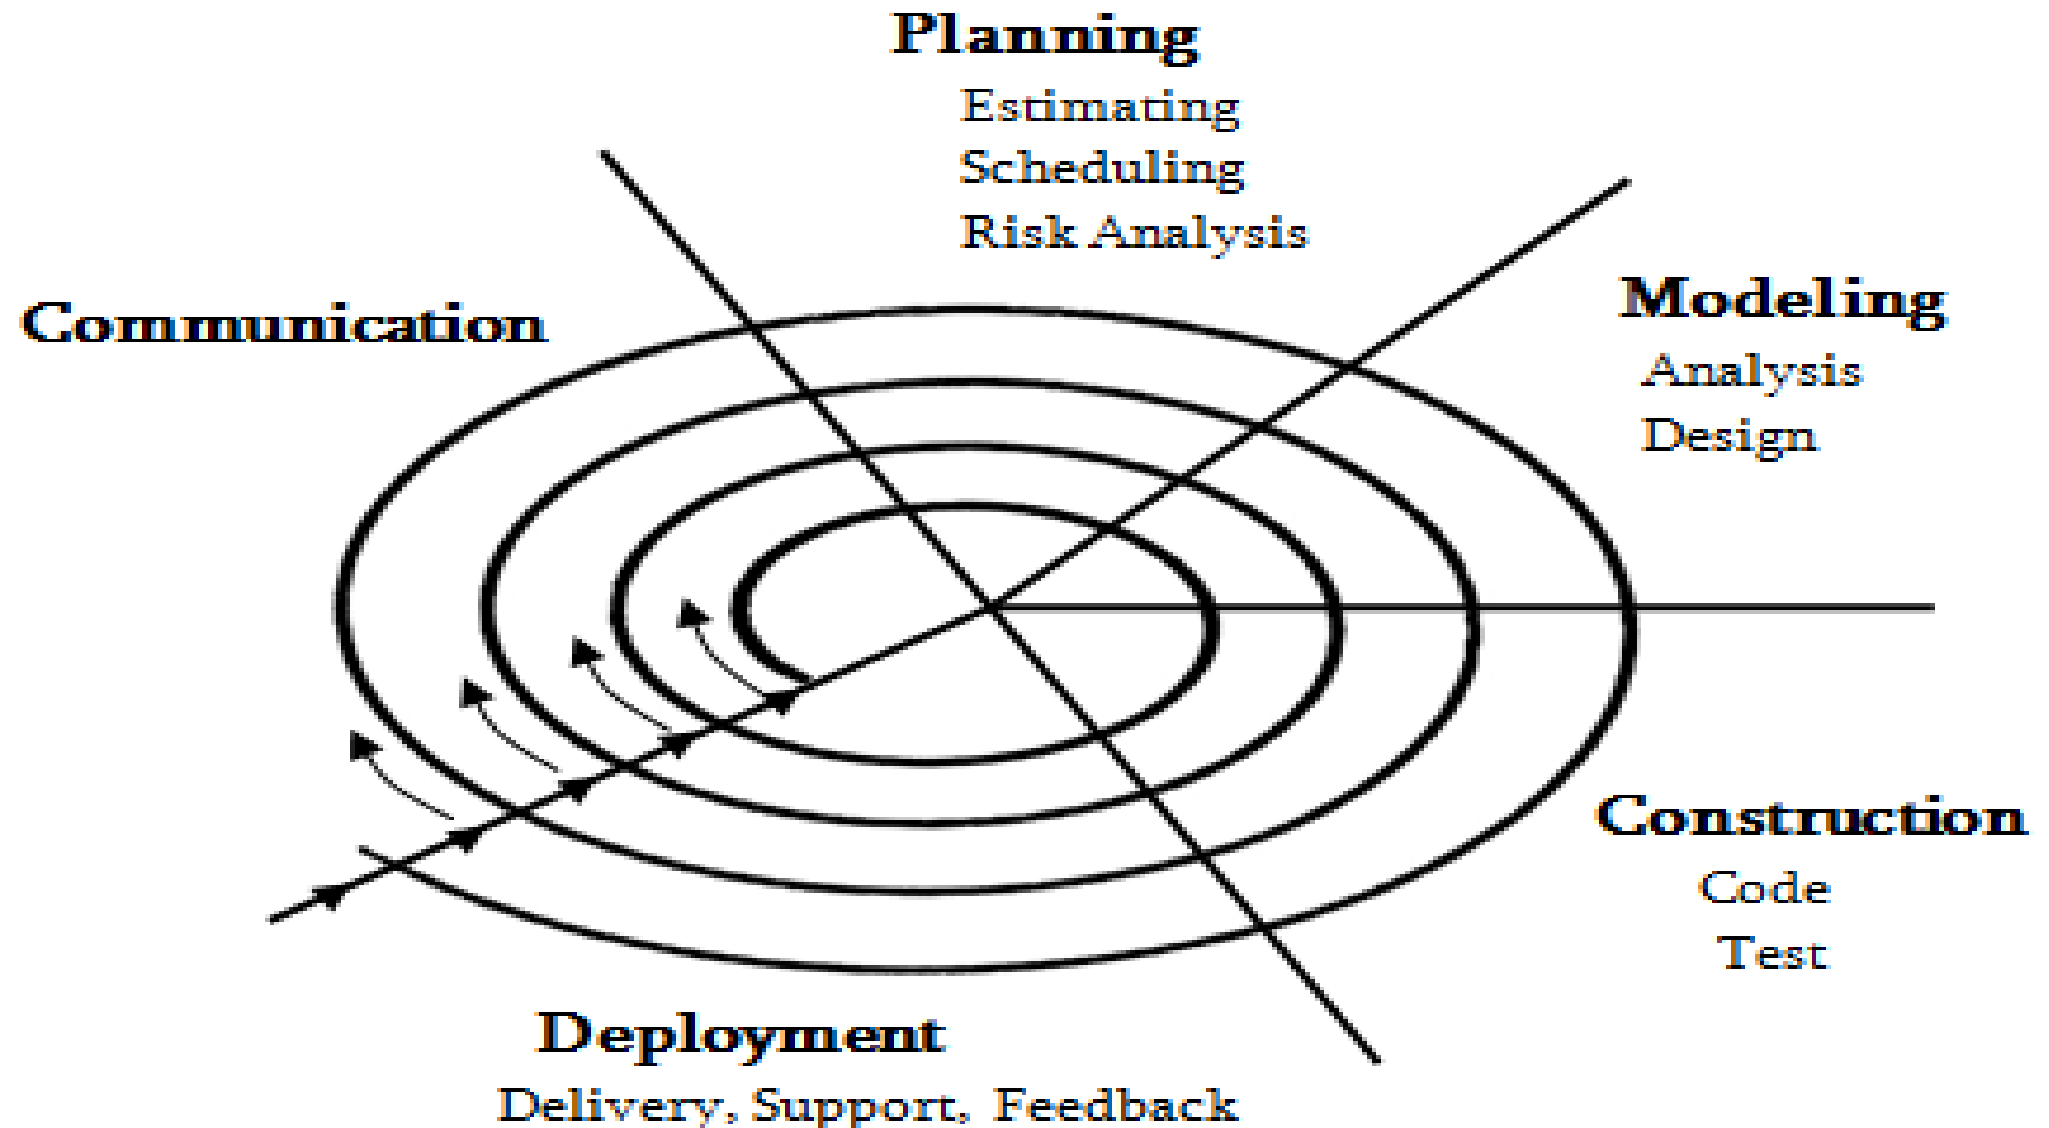 Planning
Estimating
Scheduling
Risk Analysis
Communication
Modeling
Analysis
Design
Construction
Code
Test
Deployment
Delivery, Support, Feedback